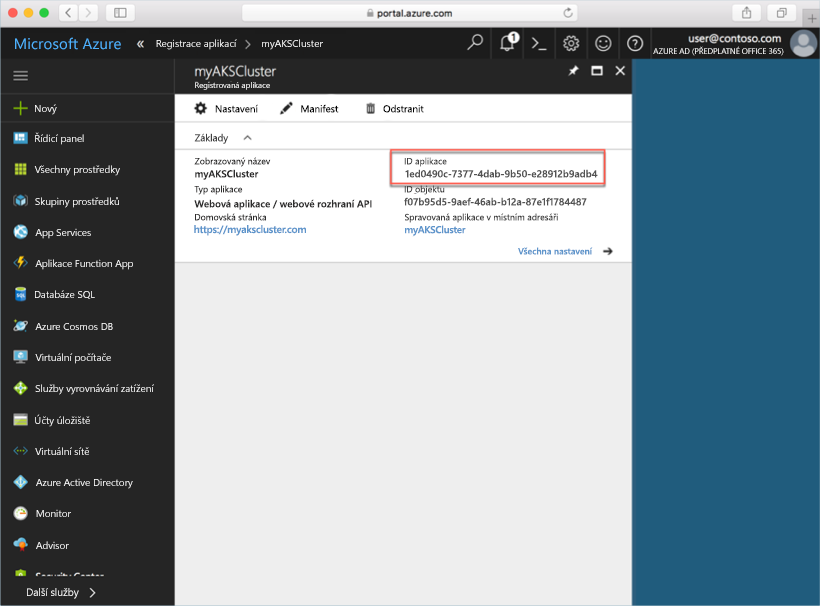 portal.azure.com
Microsoft Azure « Registrace aplikací > myAKSCluster
1
user@contoso.com
AZURE AD (PŘEDPLATNÉ OFFICE 365)
myAKSCluster
Registrovaná aplikace
Nastavení Manifest Odstranit
Základy
Zobrazovaný název
myAKSCluster
Typ aplikace
Webová aplikace / webové rozhraní API
Domovská stránka
https://myakscluster.com
ID aplikace
1ed0490c-7377-4dab-9b50-e28912b9adb4
ID objektu
f07b95d5-9aef-46ab-b12a-87e1f1784487
Spravovaná aplikace v místním adresáři
myAKSCluster
Všechna nastavení
Nový
Řídicí panel
Všechny prostředky
Skupiny prostředků
App Services
Aplikace Function App
Databáze SQL
Azure Cosmos DB
Virtuální počítače
Služby vyrovnávání zatížení
Účty úložiště
Virtuální sítě
Azure Active Directory
Monitor
Advisor
Security Center
Další služby